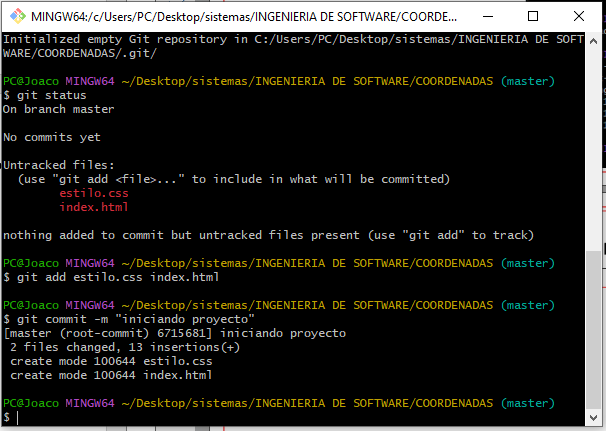 MINGW64:/c/Users/PC/Desktop/sistemas/INGENIERIA DE SOFTWARE/COORDE...
Initialized empty Git repository in C:/Users/PC/Desktop/sistemas/INGENIERIA DE SOFT
WARE/COORDENADAS/.git/
PC@Joaco MINGW64 ~/Desktop/sistemas/INGENIERIA DE SOFTWARE/COORDENADAS (master)
$ git status
On branch master
No commits yet
Untracked files:
  (use "git add <file>..." to include in what will be committed)
        estilo.css
        index.html
nothing added to commit but untracked files present (use "git add" to track)
PC@Joaco MINGW64 ~/Desktop/sistemas/INGENIERIA DE SOFTWARE/COORDENADAS (master)
$ git add estilo.css index.html
PC@Joaco MINGW64 ~/Desktop/sistemas/INGENIERIA DE SOFTWARE/COORDENADAS (master)
$ git commit -m "iniciando proyecto"
[master (root-commit) 6715681] iniciando proyecto
 2 files changed, 13 insertions(+)
 create mode 100644 estilo.css
 create mode 100644 index.html
PC@Joaco MINGW64 ~/Desktop/sistemas/INGENIERIA DE SOFTWARE/COORDENADAS (master)
$